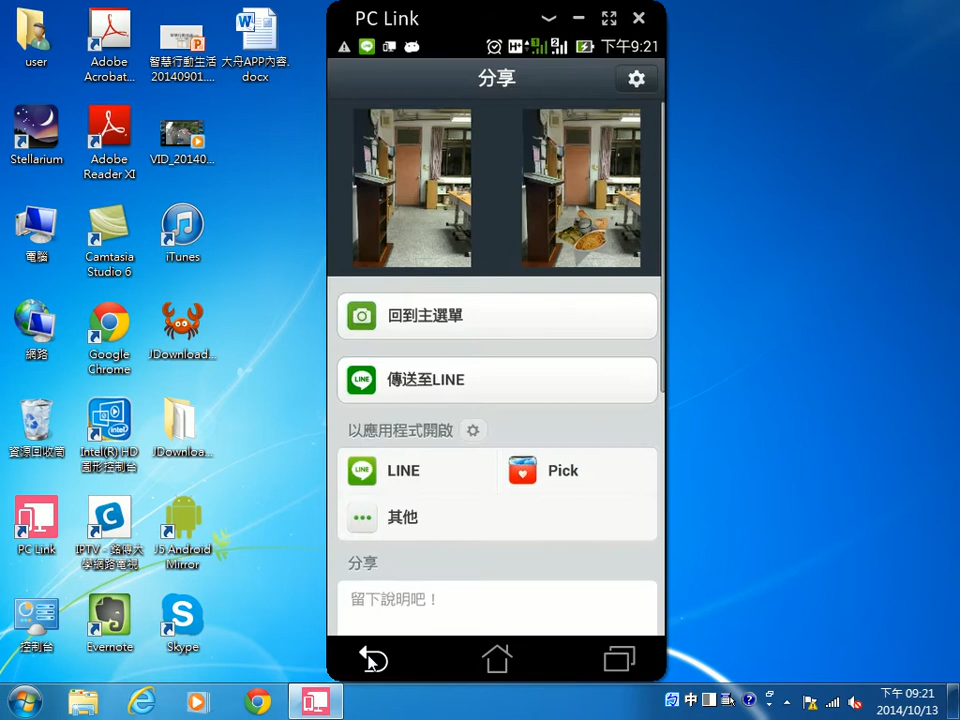 user
Adobe
Acrobat...
智慧行動生活
20140901....
大舟APP內容.
docx
Stellarium
Adobe
Reader XI
VID_20140...
電腦
Camtasia
Studio 6
iTunes
網路
Google
Chrome
JDownload...
資源回收筒
Intel(R) HD
圖形控制台
JDownloa...
PC Link
IPTV - 銘傳大
學網路電視
J5 Android
Mirror
控制台
Evernote
Skype
PC Link
下午9:21
分享
回到主選單
LINE
傳送至LINE
以應用程式開啟
LINE
LINE
Pick
其他
分享
留下說明吧！
中
下午 09:21
2014/10/13